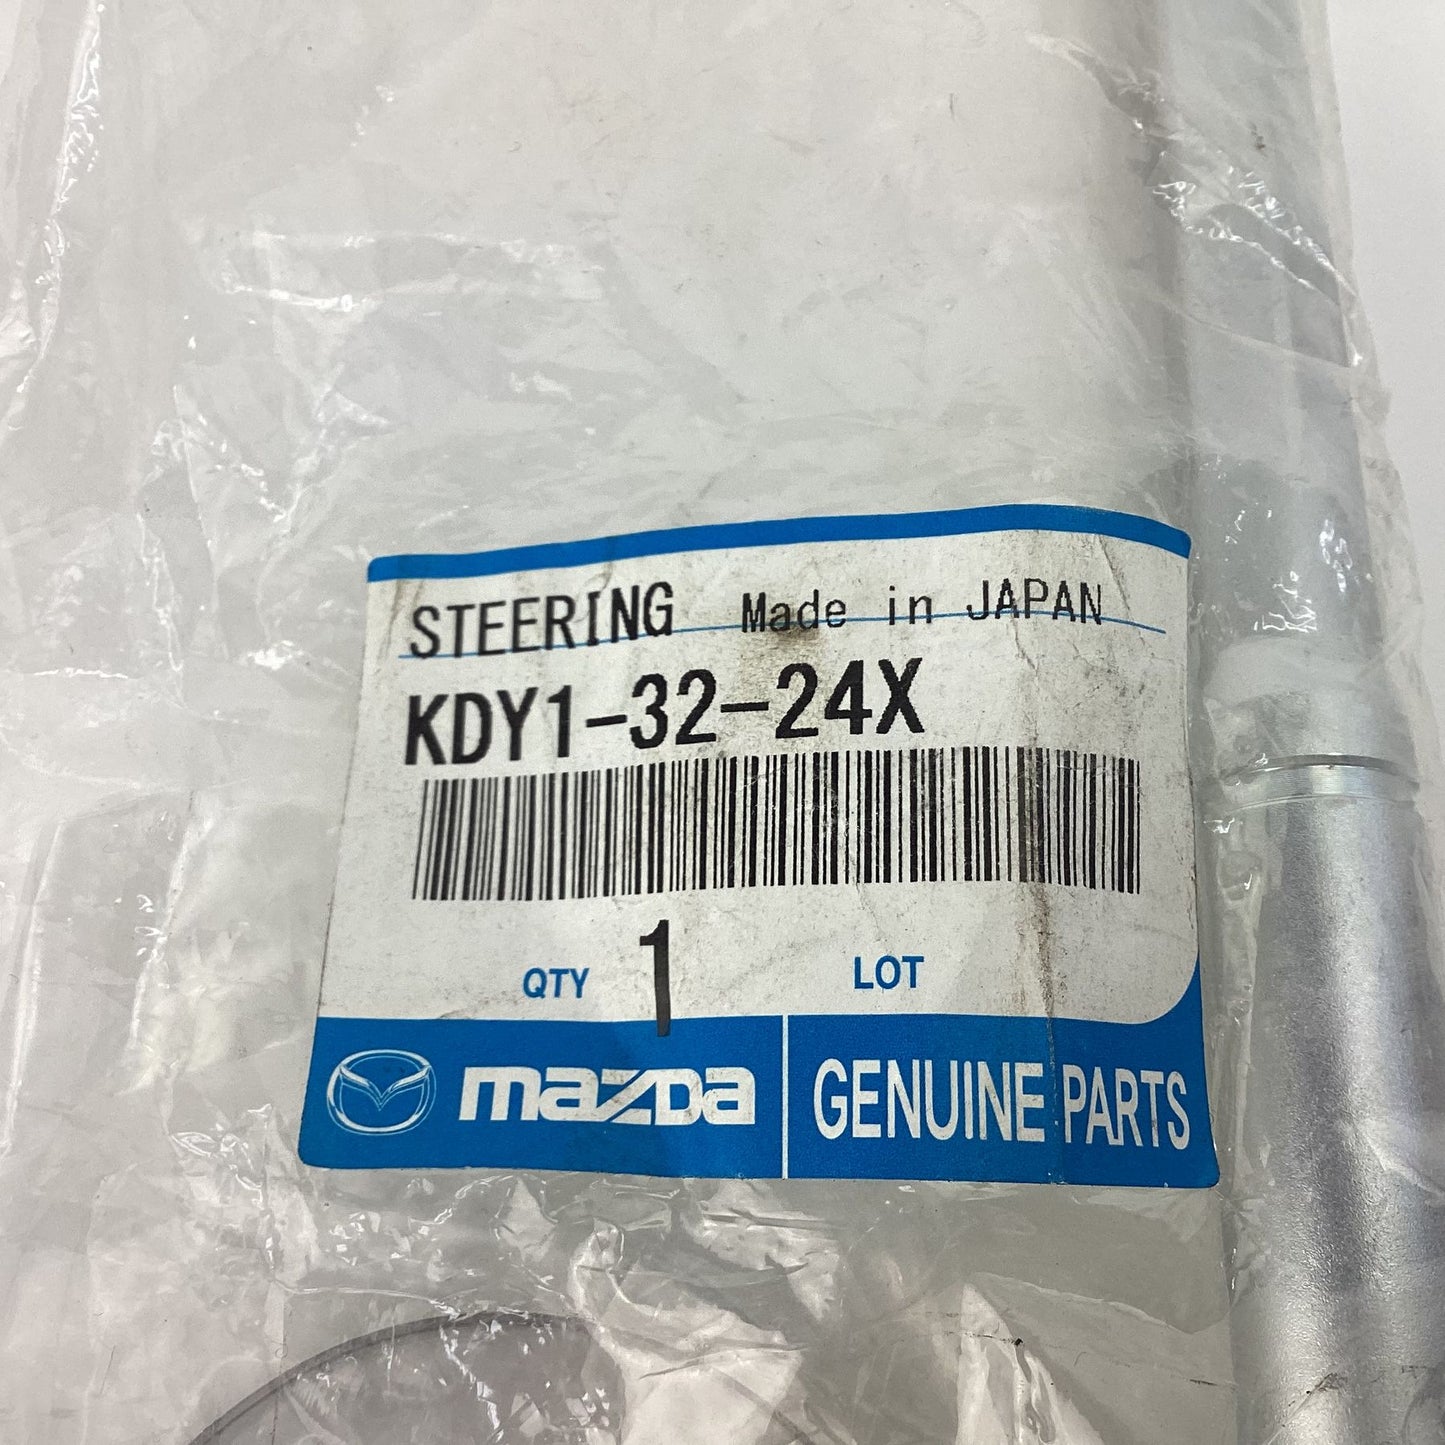 STEERING Made in JAPAN
KDY1-32-24X
QTY 1 LOT
mazda GENUINE PARTS